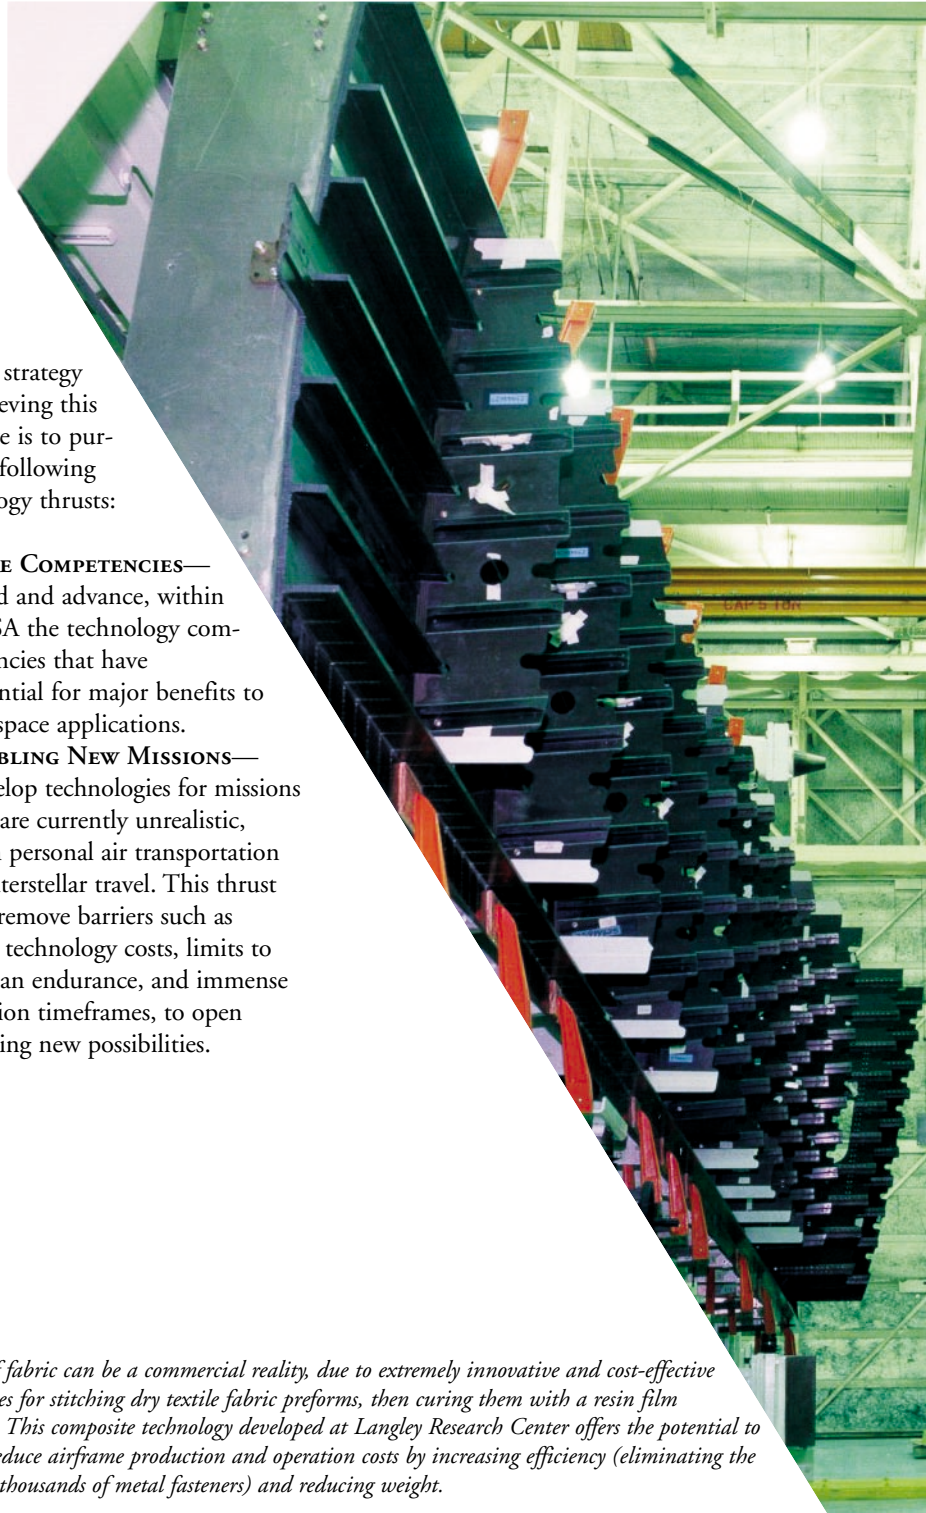 strategy
eving this
e is to pur-
following
ogy thrusts:
E COMPETENCIES—
d and advance, within
SA the technology com-
ncies that have
ntial for major benefits to
space applications.
BLING NEW MISSIONS—
elop technologies for missions
are currently unrealistic,
personal air transportation
terstellar travel. This thrust
remove barriers such as
technology costs, limits to
an endurance, and immense
ion timeframes, to open
ing new possibilities.
CAP 5 TON
f fabric can be a commercial reality, due to extremely innovative and cost-effective
es for stitching dry textile fabric preforms, then curing them with a resin film
This composite technology developed at Langley Research Center offers the potential to
educe airframe production and operation costs by increasing efficiency (eliminating the
thousands of metal fasteners) and reducing weight.